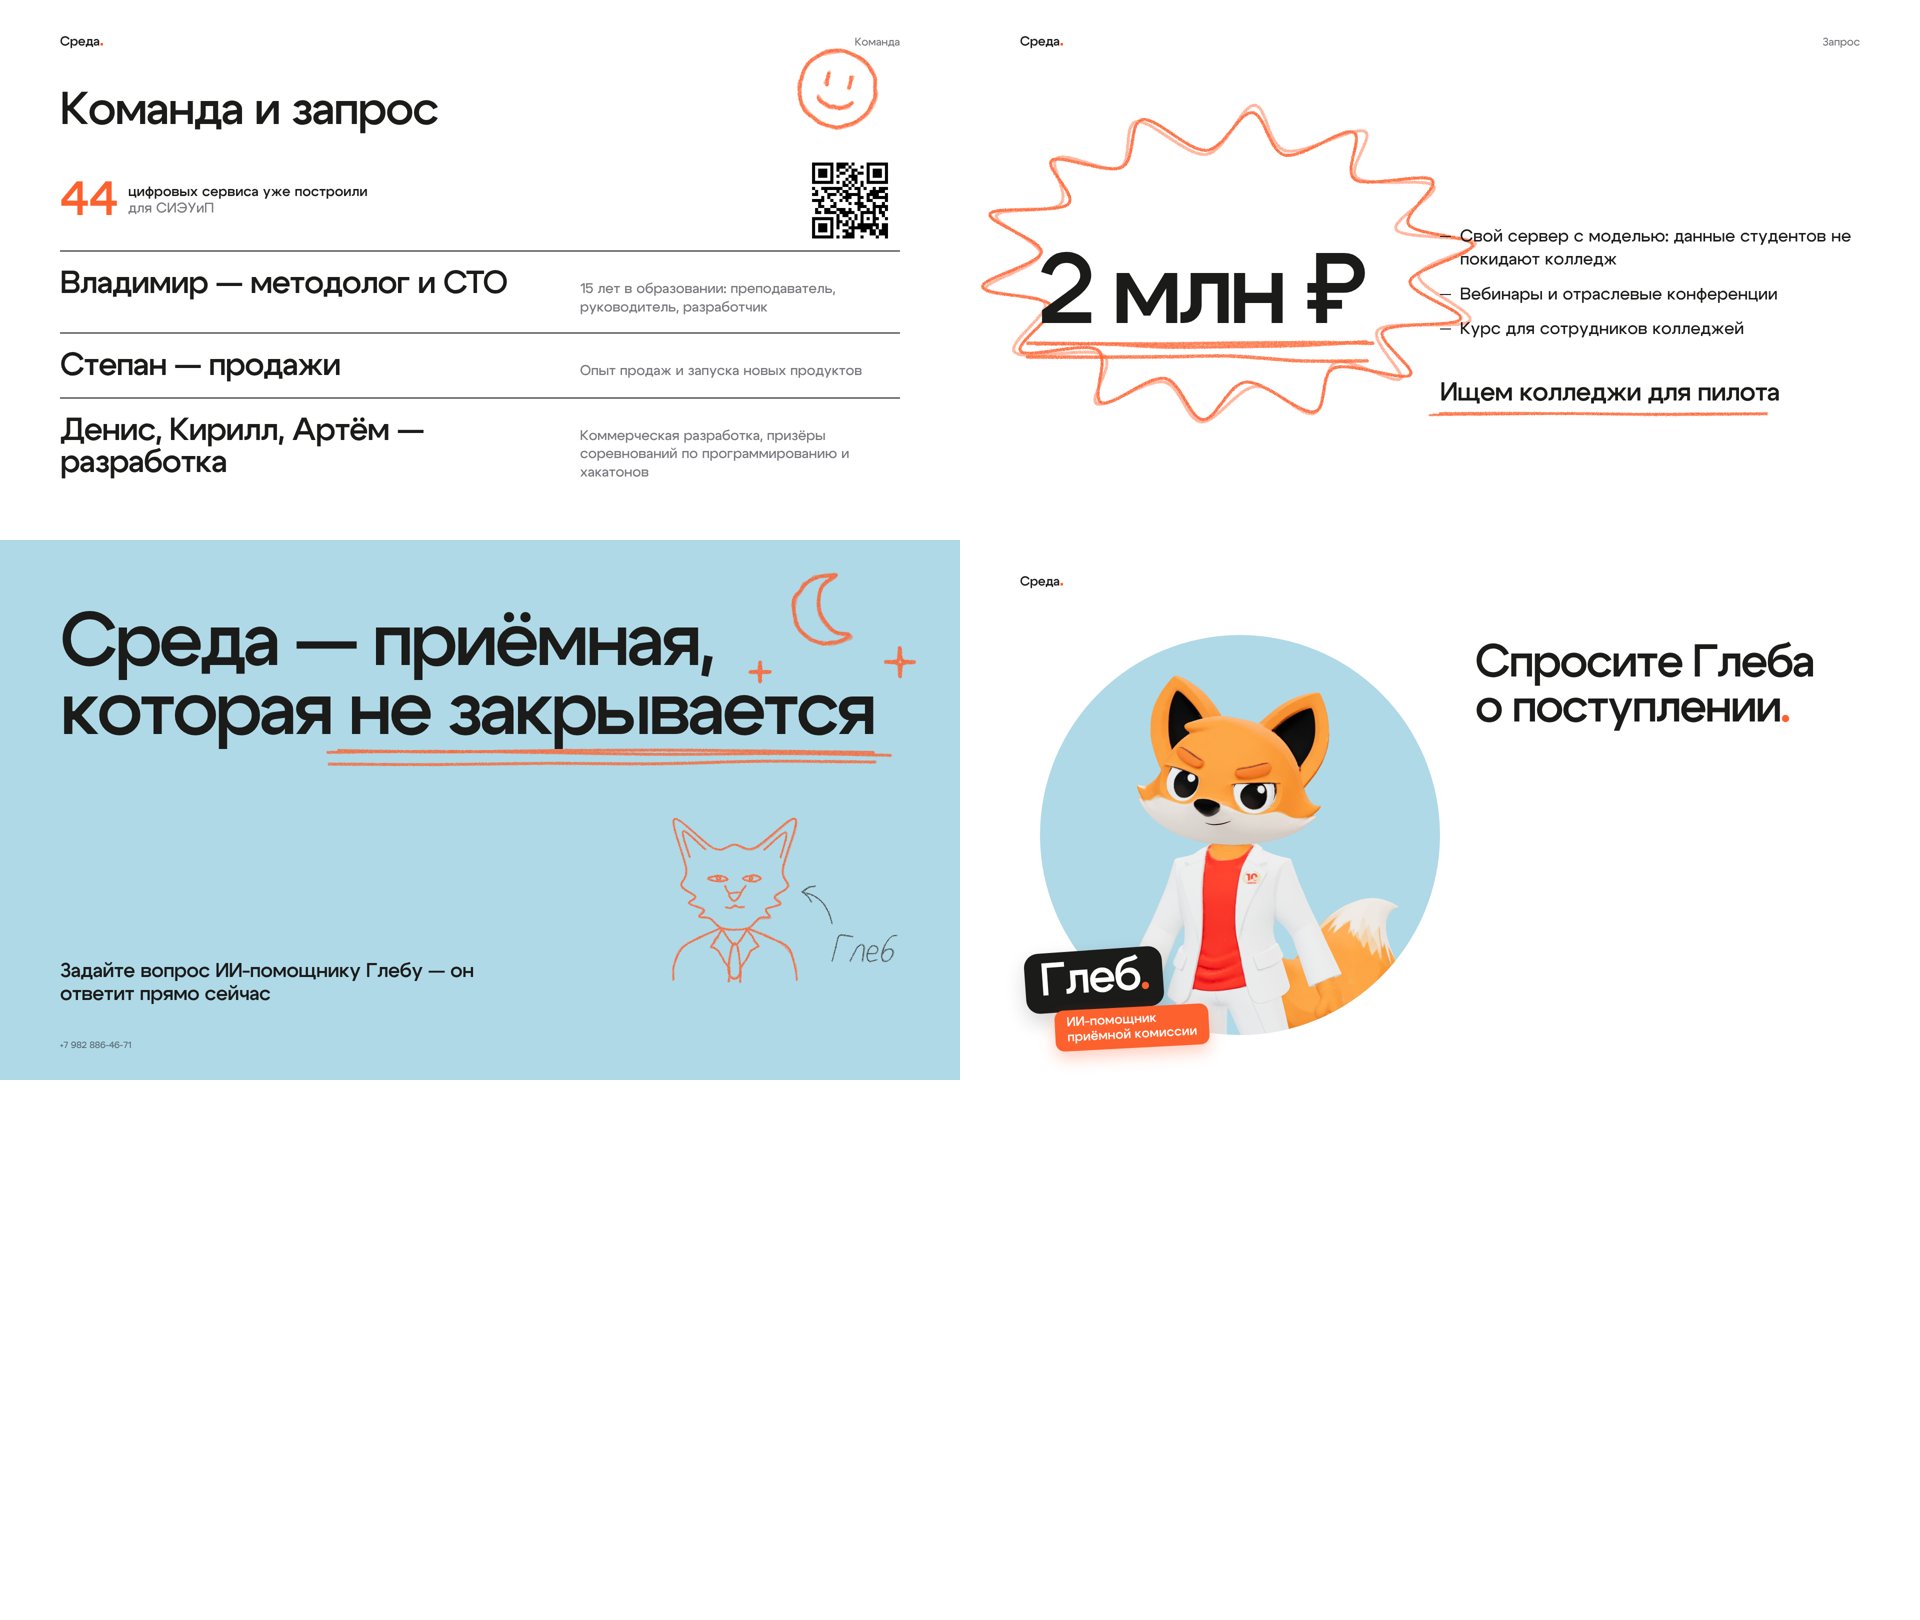 Среда.
Команда
Команда и запрос
44
цифровых сервиса уже построили
для СИЭУиП
Владимир — методолог и СТО
15 лет в образовании: преподаватель,
руководитель, разработчик
Степан — продажи
Опыт продаж и запуска новых продуктов
Денис, Кирилл, Артём —
разработка
Коммерческая разработка, призёры
соревнований по программированию и
хакатонов
Среда.
Запрос
2 млн ₽
— Свой сервер с моделью: данные студентов не
покидают колледж
— Вебинары и отраслевые конференции
— Курс для сотрудников колледжей
Ищем колледжи для пилота
Среда — приёмная,
которая не закрывается
Глеб
Задайте вопрос ИИ-помощнику Глебу — он
ответит прямо сейчас
+7 982 886-46-71
Среда.
Спросите Глеба
о поступлении.
10
Глеб.
ИИ-помощник
приёмной комиссии